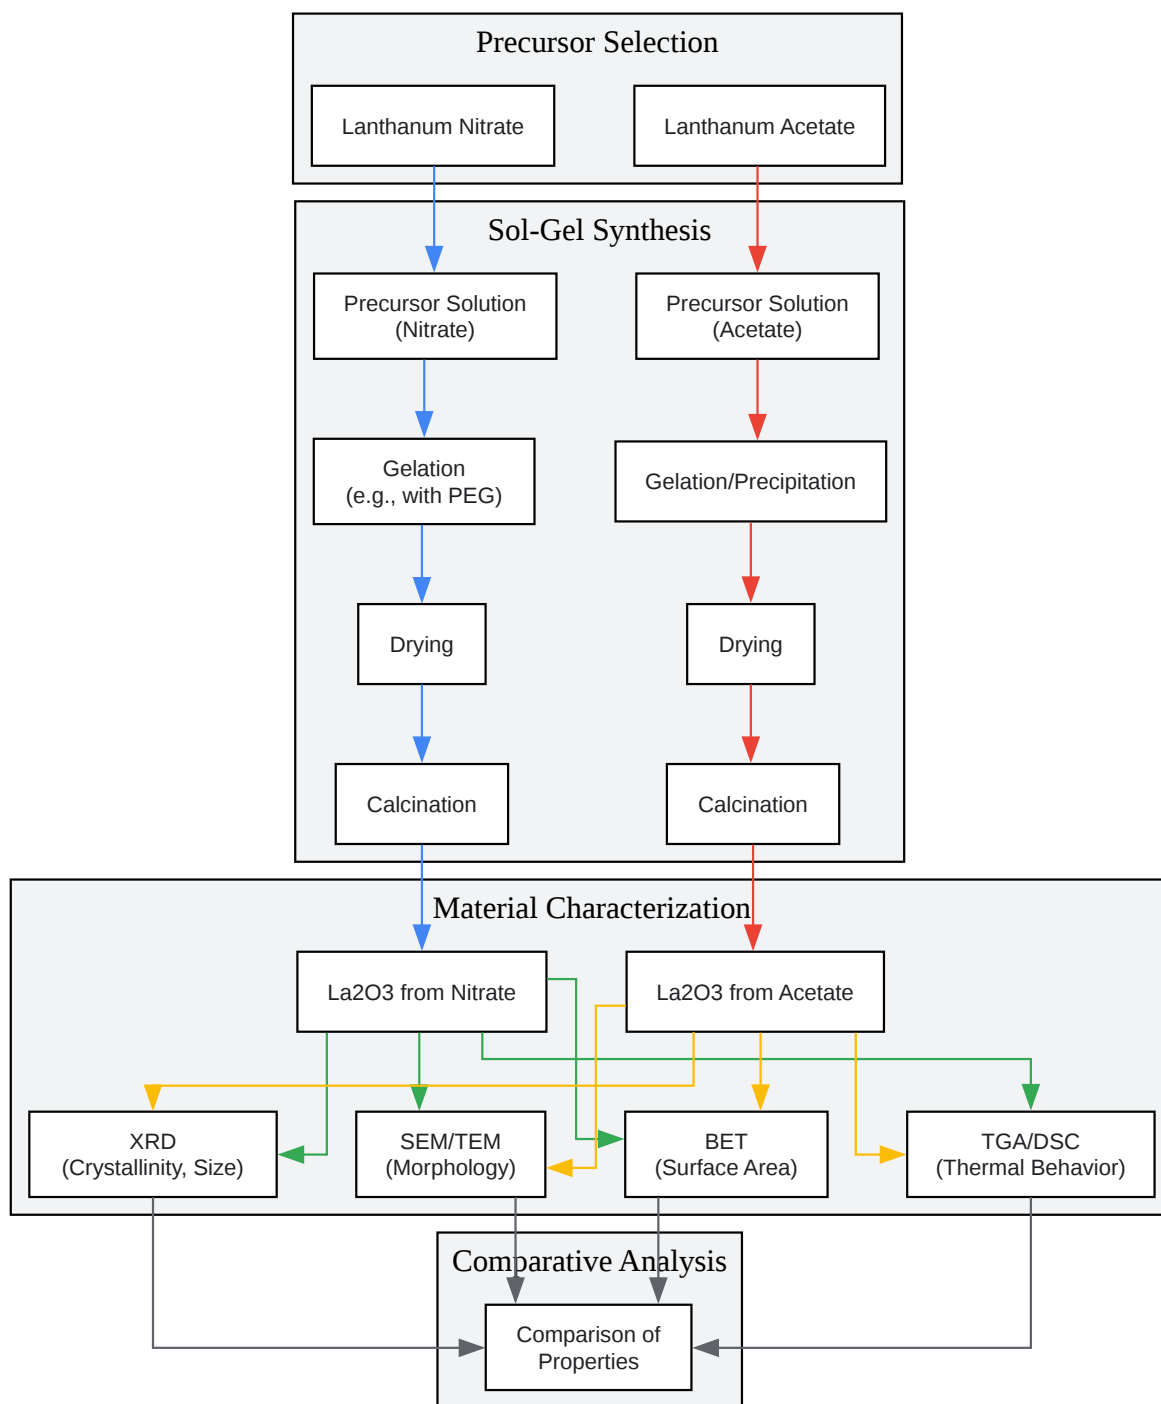 Precursor Selection
Lanthanum Nitrate
Lanthanum Acetate
Sol-Gel Synthesis
Precursor Solution
(Nitrate)
Precursor Solution
(Acetate)
Gelation
(e.g., with PEG)
Gelation/Precipitation
Drying
Drying
Calcination
Calcination
Material Characterization
La2O3 from Nitrate
La2O3 from Acetate
XRD
(Crystallinity, Size)
SEM/TEM
(Morphology)
BET
(Surface Area)
TGA/DSC
(Thermal Behavior)
Comparative Analysis
Comparison of
Properties